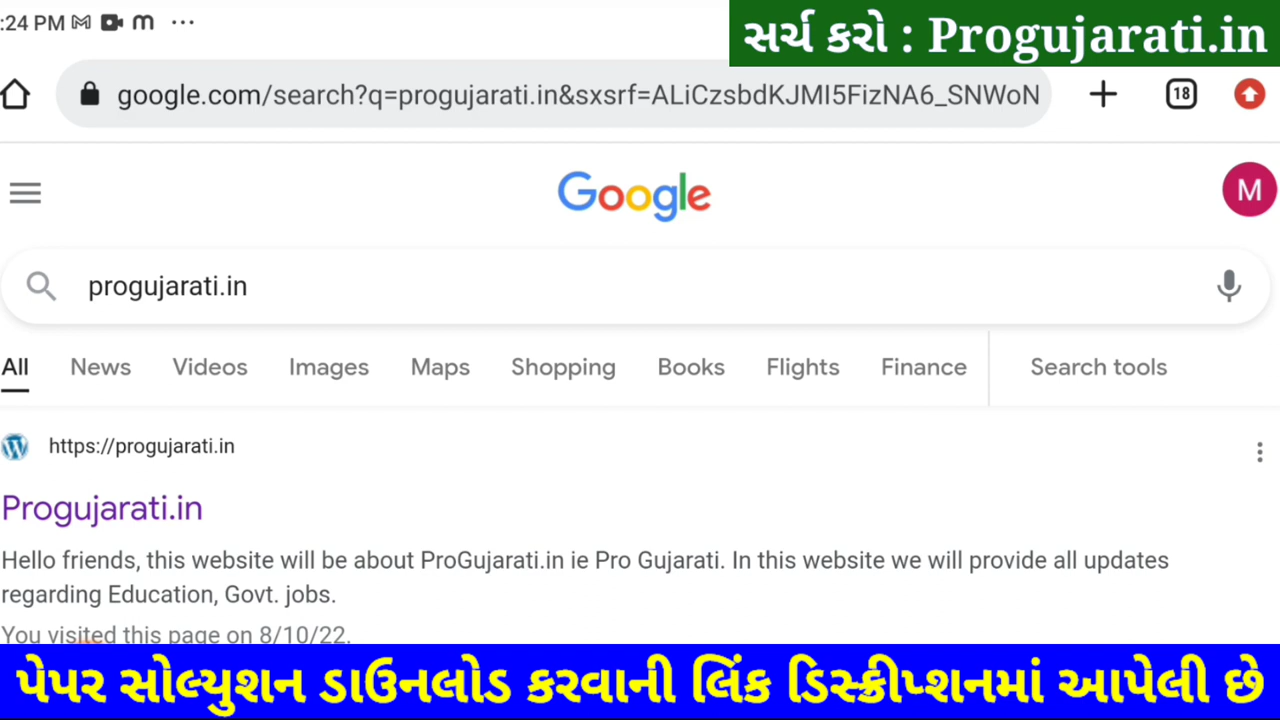 :24 PM M m ...
સર્ચ કરો : Progujarati.in
google.com/search?q=progujarati.in&sxsrf=ALiCzsbdKJMI5FizNA6_SNWoN
18
Google
M
progujarati.in
All News Videos Images Maps Shopping Books Flights Finance Search tools
https://progujarati.in
Progujarati.in
Hello friends, this website will be about ProGujarati.in ie Pro Gujarati. In this website we will provide all updates
regarding Education, Govt. jobs.
You visited this page on 8/10/22.
પેપર સોલ્યુશન ડાઉનલોડ કરવાની લિંક ડિસ્ક્રીપ્શનમાં આપેલી છે